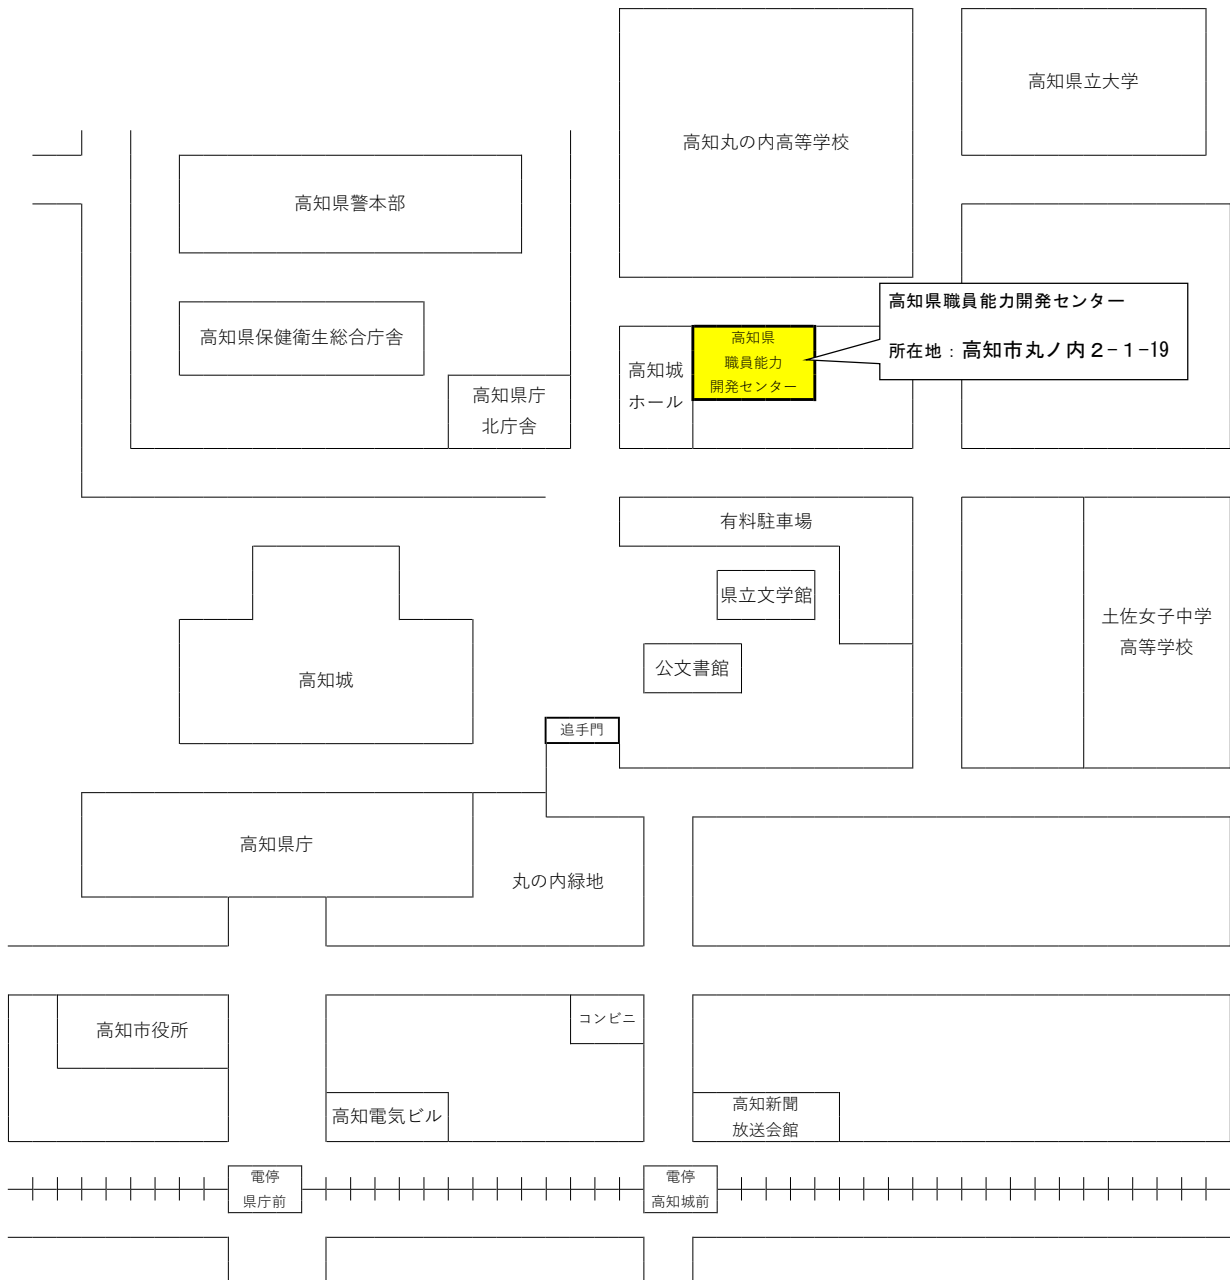 高知県立大学
高知丸の内高等学校
高知県警本部
高知県職員能力開発センター
所在地：高知市丸ノ内２−１−19
高知県保健衛生総合庁舎
高知県
職員能力
開発センター
高知城
ホール
高知県庁
北庁舎
有料駐車場
県立文学館
土佐女子中学
高等学校
公文書館
高知城
追手門
高知県庁
丸の内緑地
高知市役所
コンビニ
高知電気ビル
高知新聞
放送会館
電停
県庁前
電停
高知城前